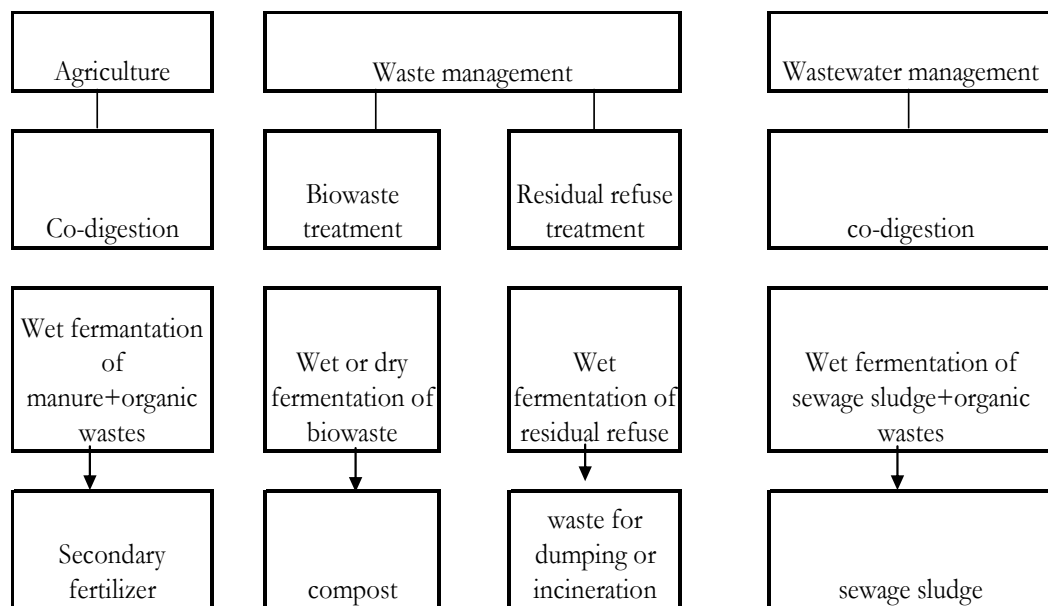 Agriculture
Waste management
Wastewater management
Co-digestion
Biowaste
treatment
Residual refuse
treatment
co-digestion
Wet fermantation
of
manure+organic
wastes
Wet or dry
fermentation of
biowaste
Wet
fermentation of
residual refuse
Wet fermentation of
sewage sludge+organic
wastes
Secondary
fertilizer
compost
waste for
dumping or
incineration
sewage sludge